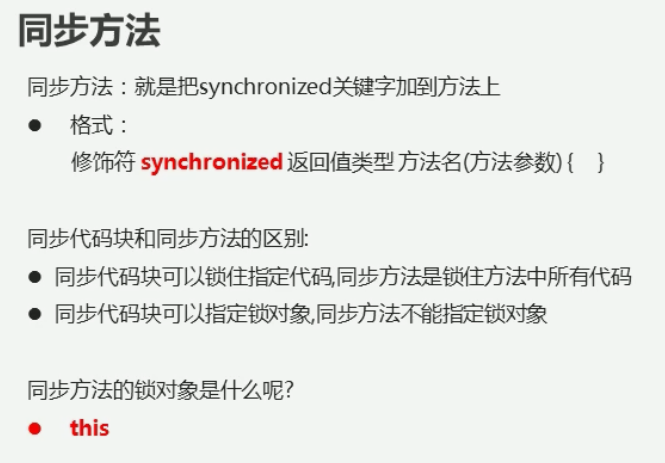 同步方法
同步方法：就是把synchronized关键字加到方法上
● 格式：
修饰符 synchronized 返回值类型 方法名(方法参数) { }
同步代码块和同步方法的区别:
● 同步代码块可以锁住指定代码,同步方法是锁住方法中所有代码
● 同步代码块可以指定锁对象,同步方法不能指定锁对象
同步方法的锁对象是什么呢?
● this